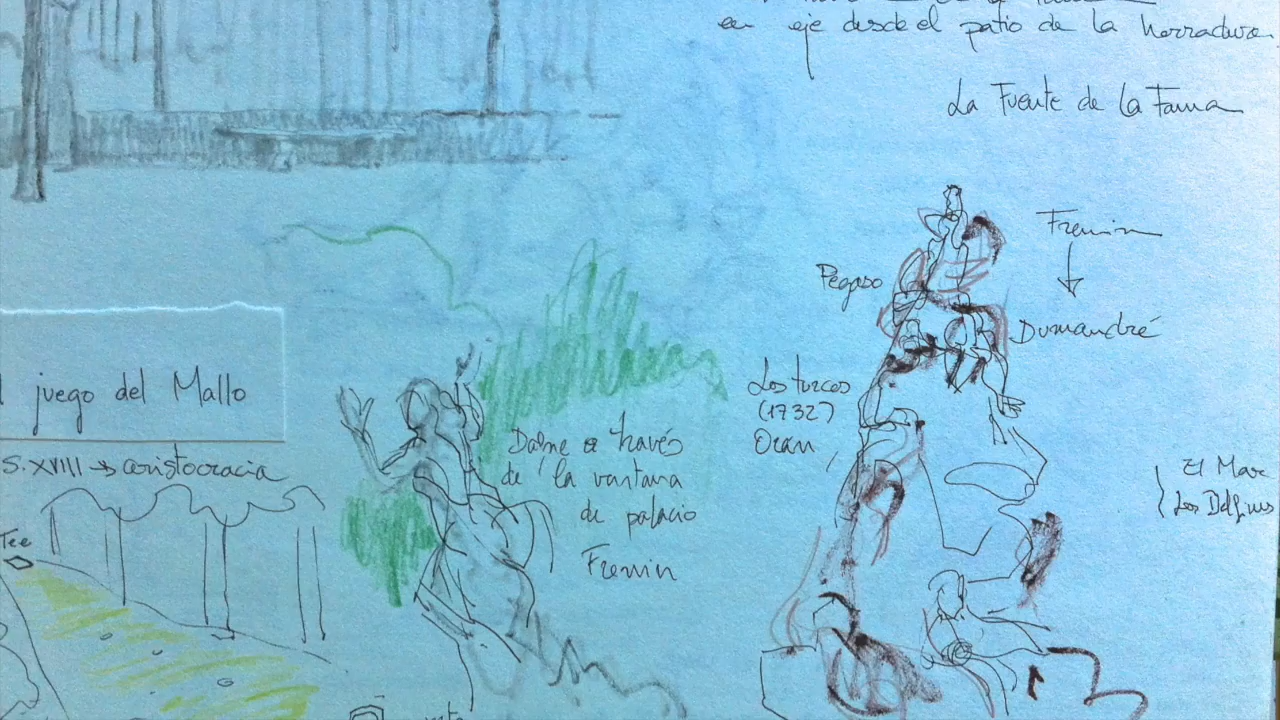 en eje desde el patio de la herradura
La Fuente de La Fama
Fremin
Pegaso
Dumandré
Los turcos
(1732)
Oran
El Mar
Los Delfines
juego del Mallo
S. XVIII → aristocracia
Tee
Dafne a través
de la ventana
de palacio
Fremin